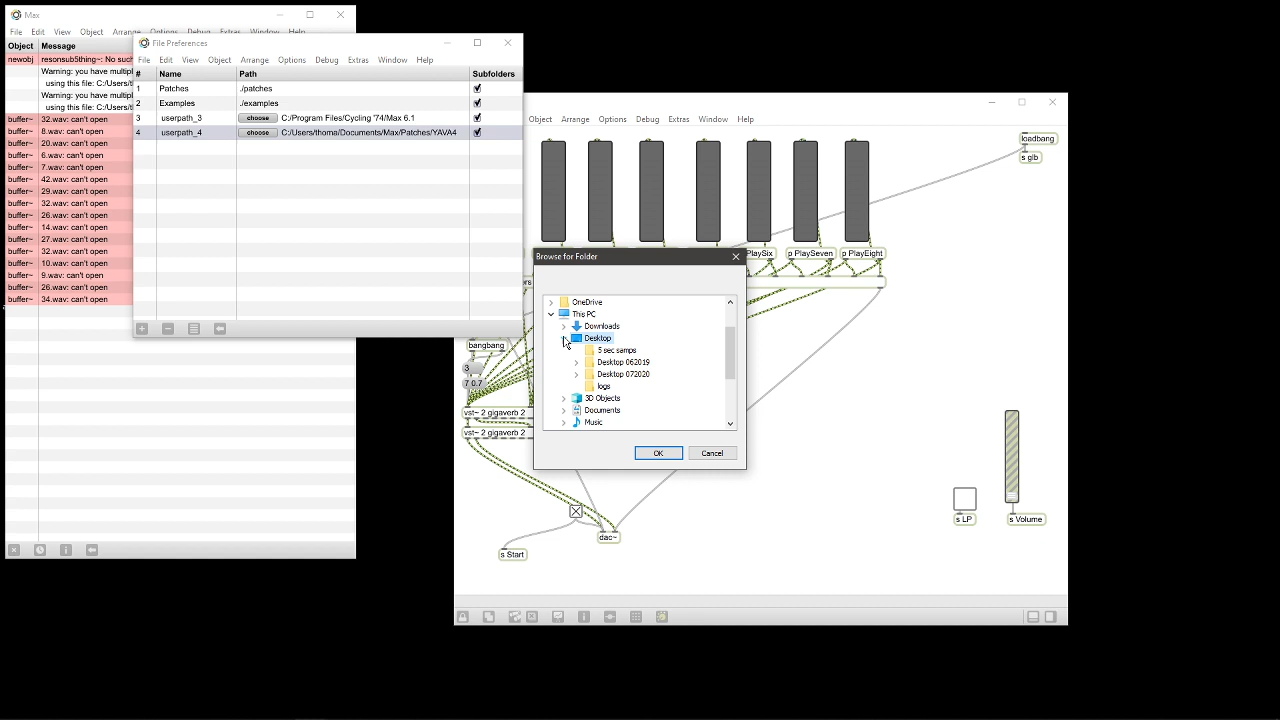 Max
File Edit View Object Arrange Options Debug Extras Window Help
Object Message
newobj resonsub5thing~: No such
Warning: you have multipl
using this file: C:/Users/t
Warning: you have multipl
using this file: C:/Users/t
buffer~ 32.wav: can't open
buffer~ 8.wav: can't open
buffer~ 20.wav: can't open
buffer~ 6.wav: can't open
buffer~ 7.wav: can't open
buffer~ 42.wav: can't open
buffer~ 29.wav: can't open
buffer~ 32.wav: can't open
buffer~ 26.wav: can't open
buffer~ 14.wav: can't open
buffer~ 27.wav: can't open
buffer~ 32.wav: can't open
buffer~ 10.wav: can't open
buffer~ 9.wav: can't open
buffer~ 26.wav: can't open
buffer~ 34.wav: can't open
File Preferences
File Edit View Object Arrange Options Debug Extras Window Help
# Name Path Subfolders
1 Patches ./patches
2 Examples ./examples
3 userpath_3 choose C:/Program Files/Cycling '74/Max 6.1
4 userpath_4 choose C:/Users/thoma/Documents/Max/Patches/YAVA4
Object Arrange Options Debug Extras Window Help
loadbang
s glb
PlaySix p PlaySeven p PlayEight
Browse for Folder
OneDrive
This PC
Downloads
Desktop
5 sec samps
Desktop 062019
Desktop 072020
logs
3D Objects
Documents
Music
OK Cancel
bangbang
3
7 0.7
vst~ 2 gigaverb 2
vst~ 2 gigaverb 2
s LP
s Volume
dac~
s Start